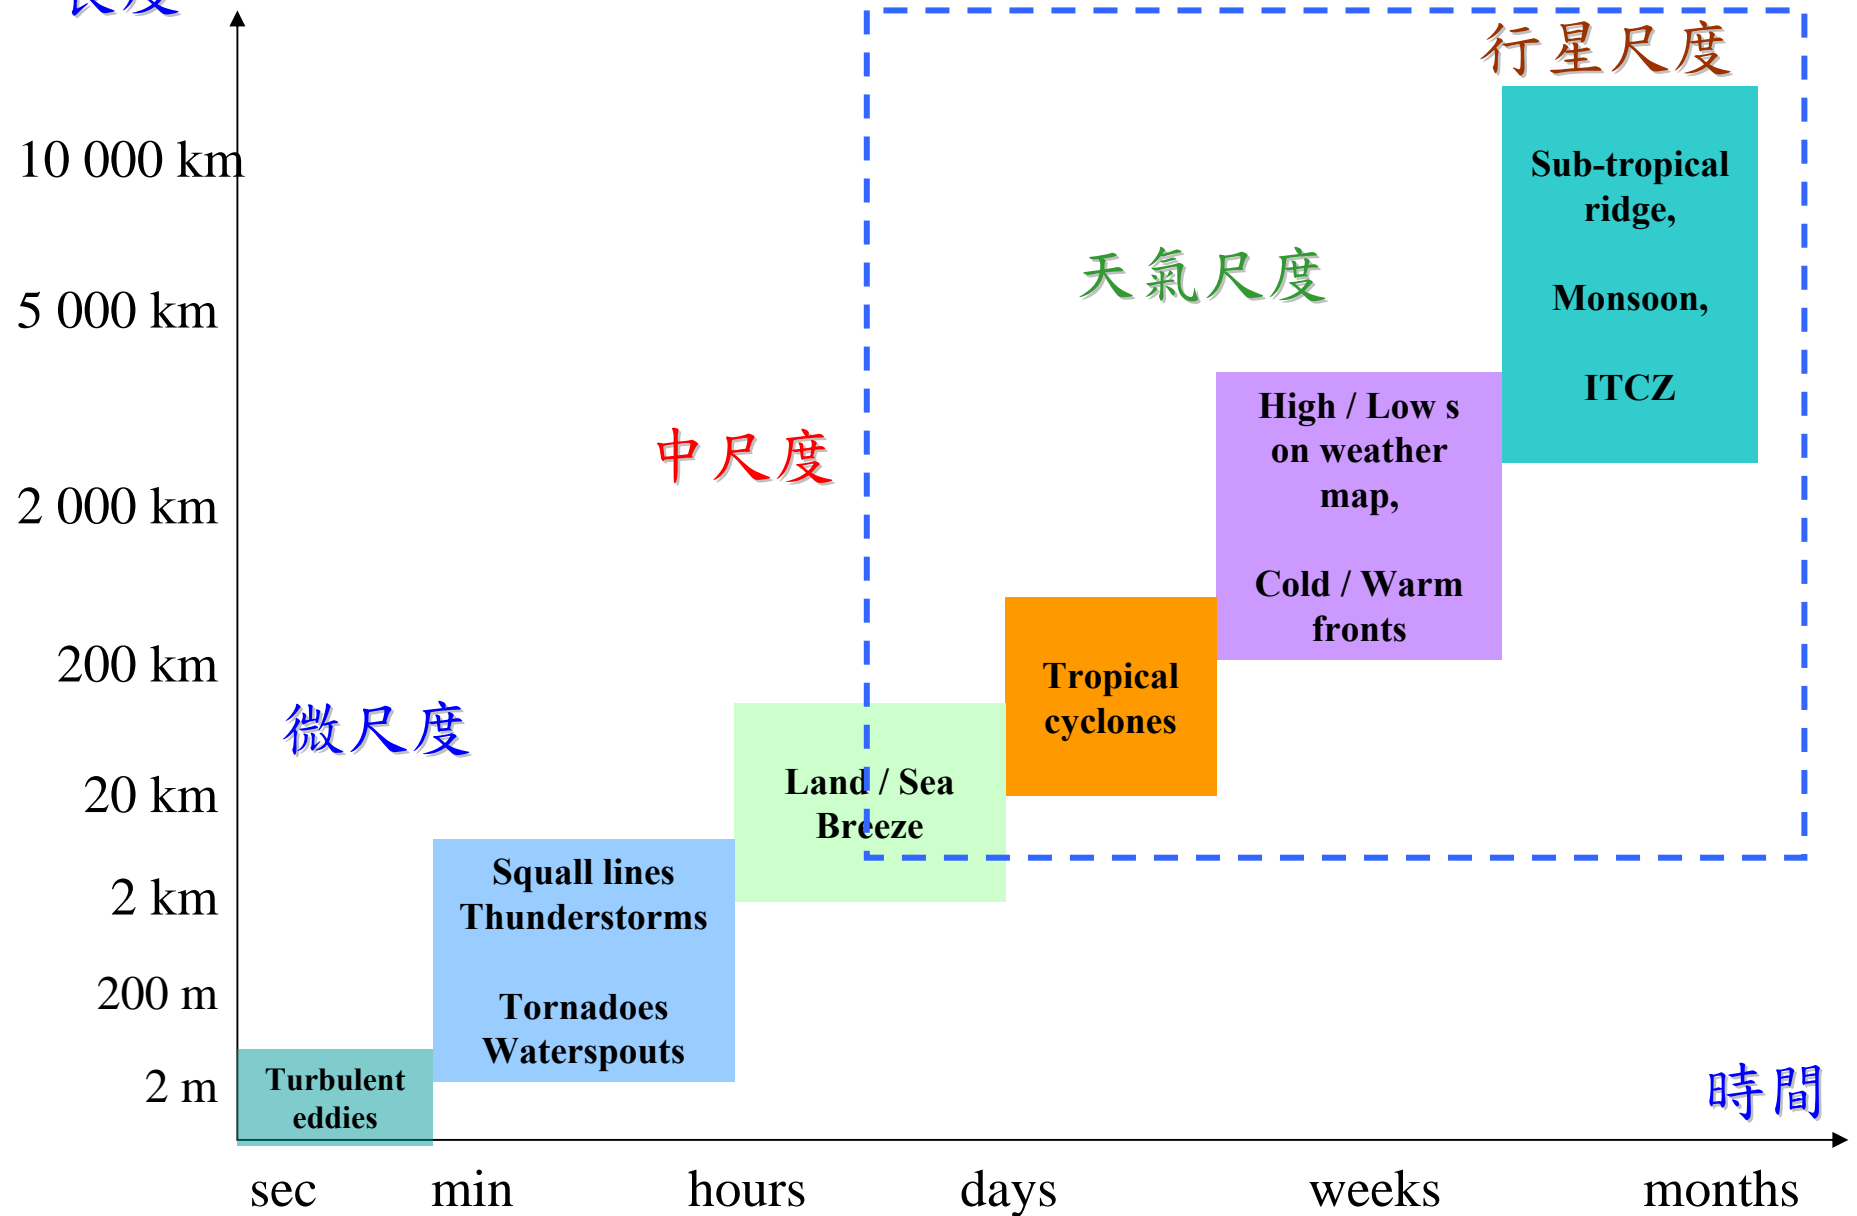 長度
行星尺度
10 000 km
Sub-tropical
ridge,
Monsoon,
ITCZ
天氣尺度
5 000 km
High / Low s
on weather
map,
Cold / Warm
fronts
中尺度
2 000 km
200 km
Tropical
cyclones
微尺度
20 km
Land / Sea
Breeze
2 km
Squall lines
Thunderstorms
Tornadoes
Waterspouts
200 m
2 m
Turbulent
eddies
時間
sec
min
hours
days
weeks
months